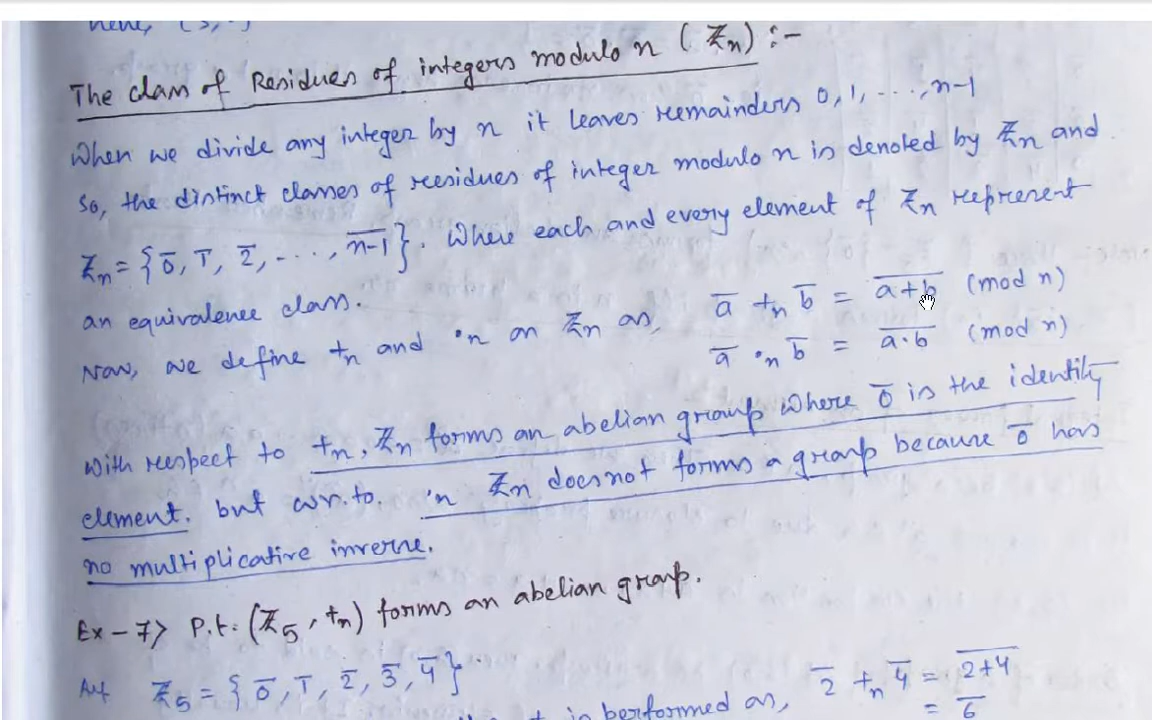 The class of Residues of integers modulo n (ℤn) :-
When we divide any integer by n it leaves remainders 0, 1, ..., n-1
so, the distinct classes of residues of integer modulo n is denoted by ℤn and
ℤn = {0̅, 1̅, 2̅, ..., n-1̅}. Where each and every element of ℤn represent
an equivalence class.
Now, we define +n and ·n on ℤn as, a̅ +n b̅ = a+b̅ (mod n)
a̅ ·n b̅ = a·b̅ (mod n)
With respect to +n, ℤn forms an abelian group where 0̅ is the identity
element. but w.r.to. ·n ℤn does not forms a group because 0̅ has
no multiplicative inverse.
Ex-7> P.t. (ℤ5, +n) forms an abelian group.
ℤ5 = {0̅, 1̅, 2̅, 3̅, 4̅}
is performed as, 2̅ +n 4̅ = 2+4̅
= 6̅